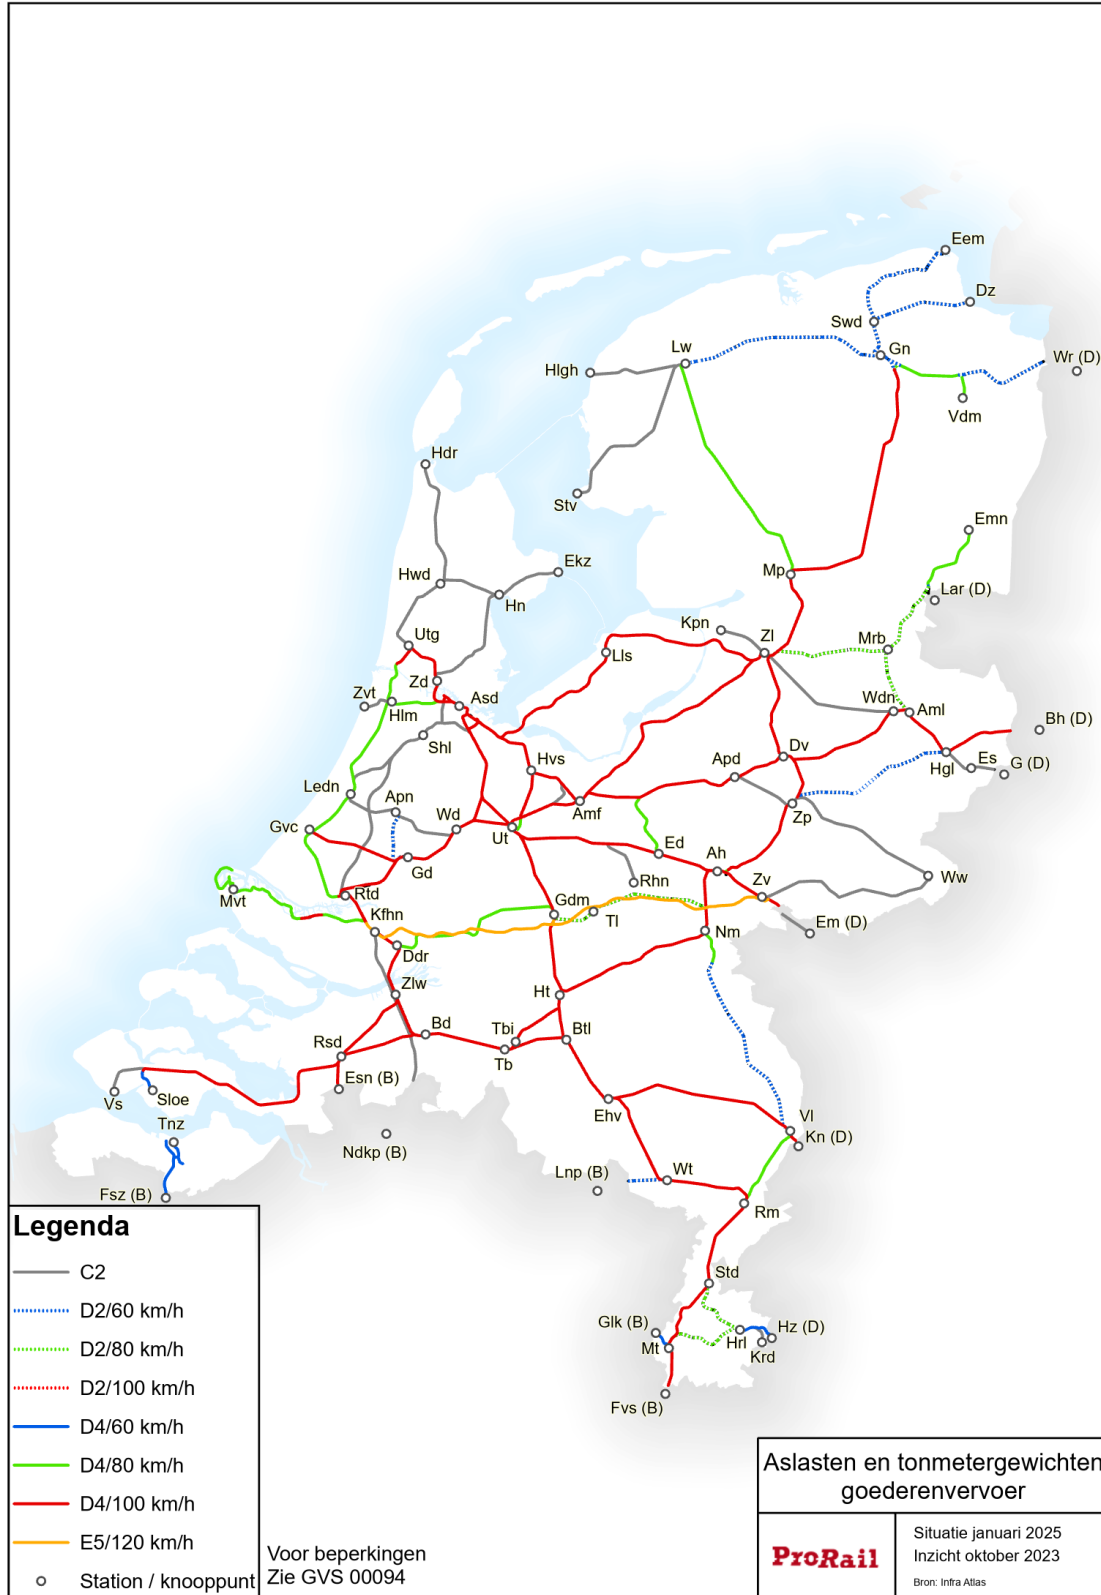 Eem
Dz
Swd
Gn
Wr (D)
Lw
Hlgh
Vdm
Hdr
Stv
Emn
Ekz
Mp
Hwd
Hn
Lar (D)
Kpn
Utg
Zl
Mrb
Lls
Zd
Asd
Zvt
Hlm
Wdn
Aml
Bh (D)
Shl
Dv
Hvs
Apd
Hgl
Es
G (D)
Ledn
Apn
Wd
Amf
Zp
Gvc
Ut
Ed
Gd
Ah
Zv
Ww
Mvt
Rtd
Rhn
Kfhn
Gdm
Tl
Em (D)
Nm
Ddr
Zlw
Ht
Bd
Tbi
Btl
Rsd
Tb
Esn (B)
Vs
Sloe
Ehv
Vl
Tnz
Kn (D)
Ndkp (B)
Lnp (B)
Wt
Fsz (B)
Rm
Std
Glk (B)
Hz (D)
Mt
Hrl
Krd
Fvs (B)
Legenda
C2
D2/60 km/h
D2/80 km/h
D2/100 km/h
D4/60 km/h
D4/80 km/h
D4/100 km/h
E5/120 km/h
Station / knooppunt
Voor beperkingen
Zie GVS 00094
Aslasten en tonmetergewichten
goederenvervoer
ProRail
Situatie januari 2025
Inzicht oktober 2023
Bron: Infra Atlas